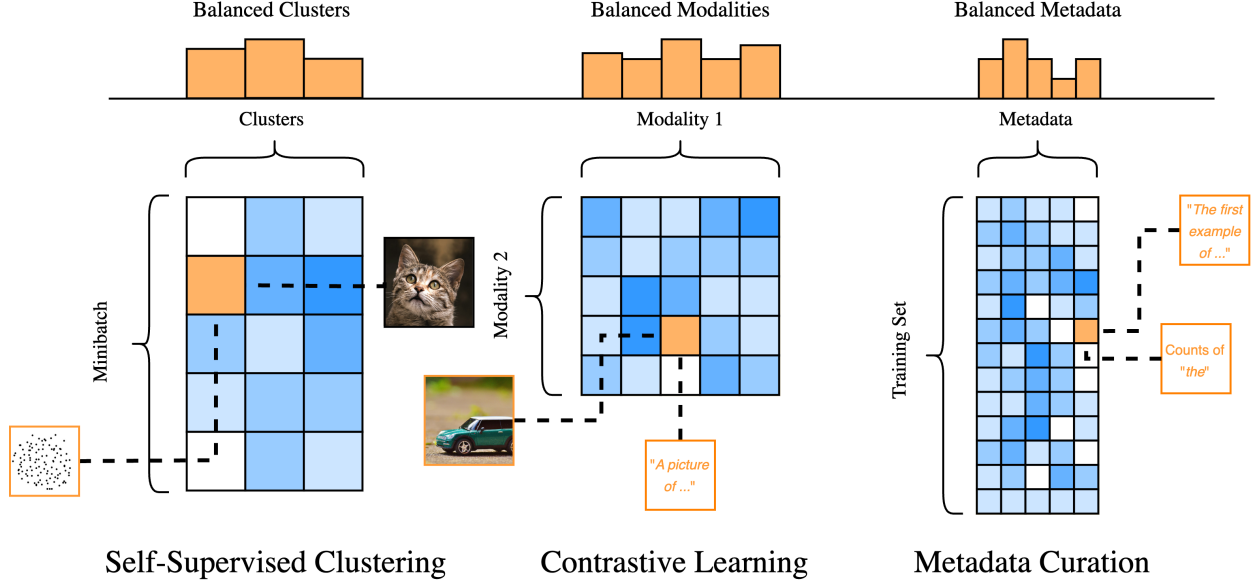 Balanced Clusters
Balanced Modalities
Balanced Metadata
Clusters
Modality 1
Metadata
Minibatch
Modality 2
Training Set
"The first
example
of ..."
Counts of
"the"
"A picture
of ..."
Self-Supervised Clustering
Contrastive Learning
Metadata Curation